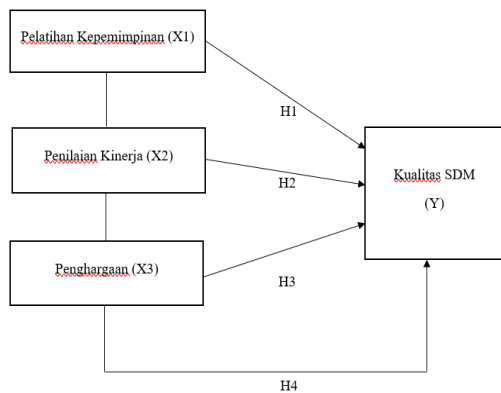 Pelatihan Kepemimpinan (X1)
H1
Penilaian Kinerja (X2)
H2
Kualitas SDM
(Y)
Penghargaan (X3)
H3
H4